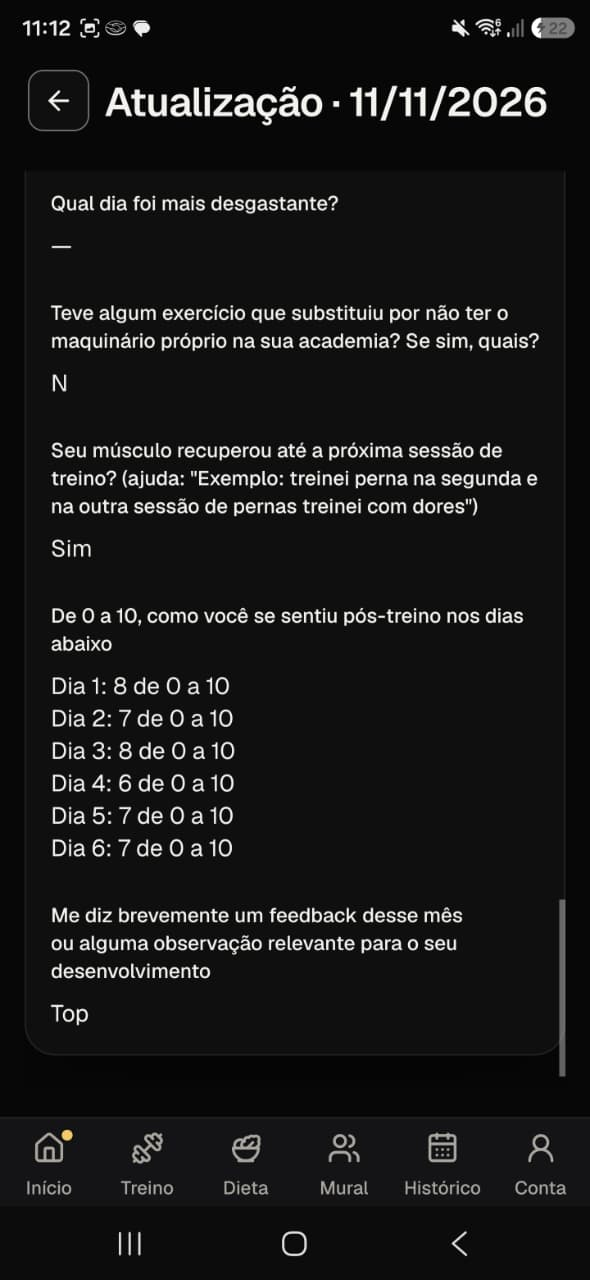 11:12
22
Atualização · 11/11/2026
Qual dia foi mais desgastante?
—
Teve algum exercício que substituiu por não ter o
maquinário próprio na sua academia? Se sim, quais?
N
Seu músculo recuperou até a próxima sessão de
treino? (ajuda: "Exemplo: treinei perna na segunda e
na outra sessão de pernas treinei com dores")
Sim
De 0 a 10, como você se sentiu pós-treino nos dias
abaixo
Dia 1: 8 de 0 a 10
Dia 2: 7 de 0 a 10
Dia 3: 8 de 0 a 10
Dia 4: 6 de 0 a 10
Dia 5: 7 de 0 a 10
Dia 6: 7 de 0 a 10
Me diz brevemente um feedback desse mês
ou alguma observação relevante para o seu
desenvolvimento
Top
Início Treino Dieta Mural Histórico Conta